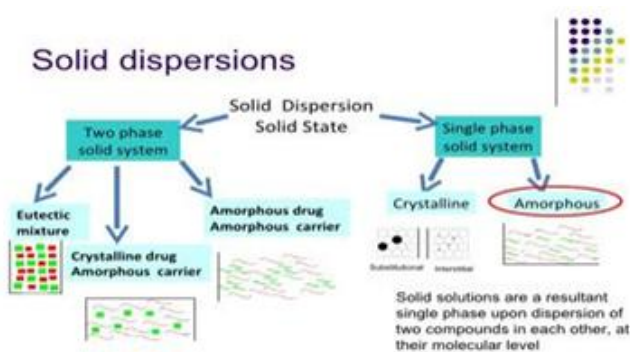 Solid dispersions
Solid Dispersion
Solid State
Two phase
solid system
Single phase
solid system
Eutectic
mixture
Crystalline drug
Amorphous carrier
Amorphous drug
Amorphous carrier
Crystalline
Amorphous
Substitutional
Interstitial
Solid solutions are a resultant
single phase upon dispersion of
two compounds in each other, at
their molecular level